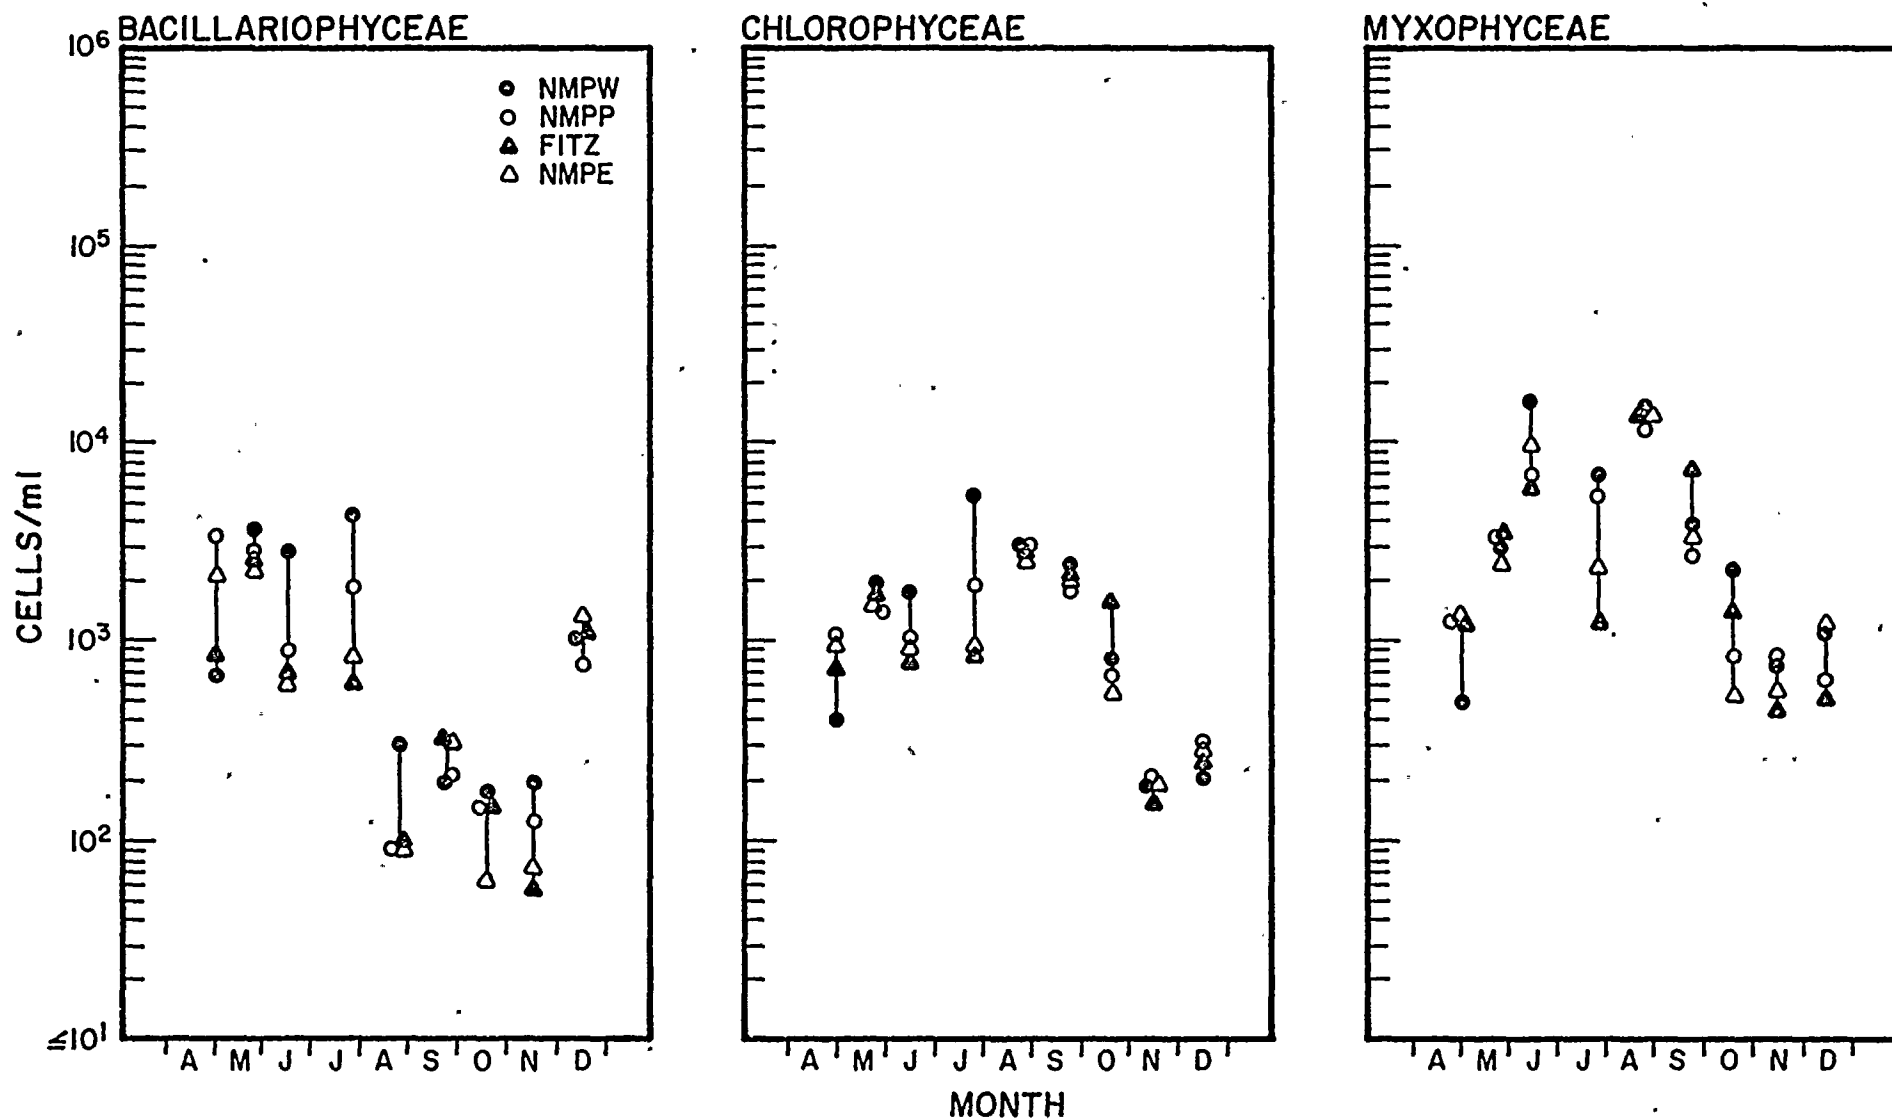 BACILLARIOPHYCEAE CHLOROPHYCEAE MYXOPHYCEAE
NMPW
NMPP
FITZ
NMPE
10⁶
10⁵
10⁴
10³
10²
≤10¹
CELLS/ml
A M J J A S O N D A M J J A S O N D A M J J A S O N D
MONTH